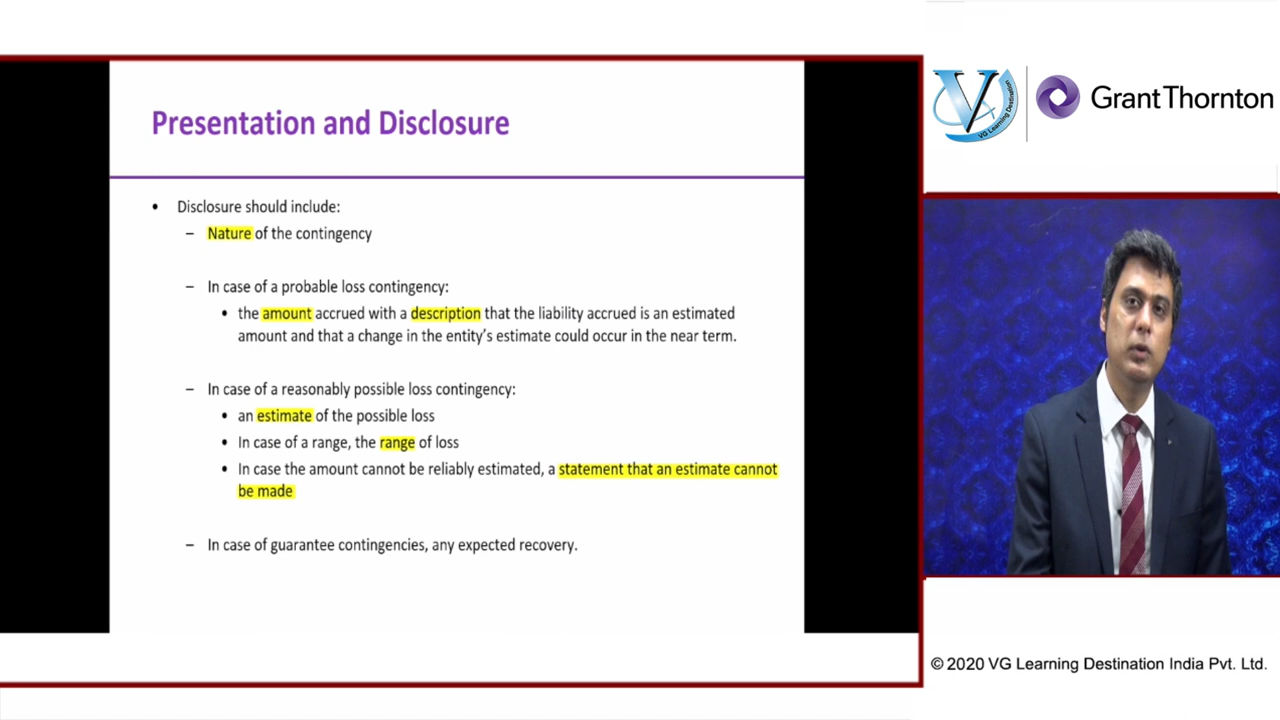 Presentation and Disclosure
• Disclosure should include:
– Nature of the contingency
– In case of a probable loss contingency:
• the amount accrued with a description that the liability accrued is an estimated
amount and that a change in the entity's estimate could occur in the near term.
– In case of a reasonably possible loss contingency:
• an estimate of the possible loss
• In case of a range, the range of loss
• In case the amount cannot be reliably estimated, a statement that an estimate cannot
be made
– In case of guarantee contingencies, any expected recovery.
V
VG Learning Destination
Grant Thornton
© 2020 VG Learning Destination India Pvt. Ltd.